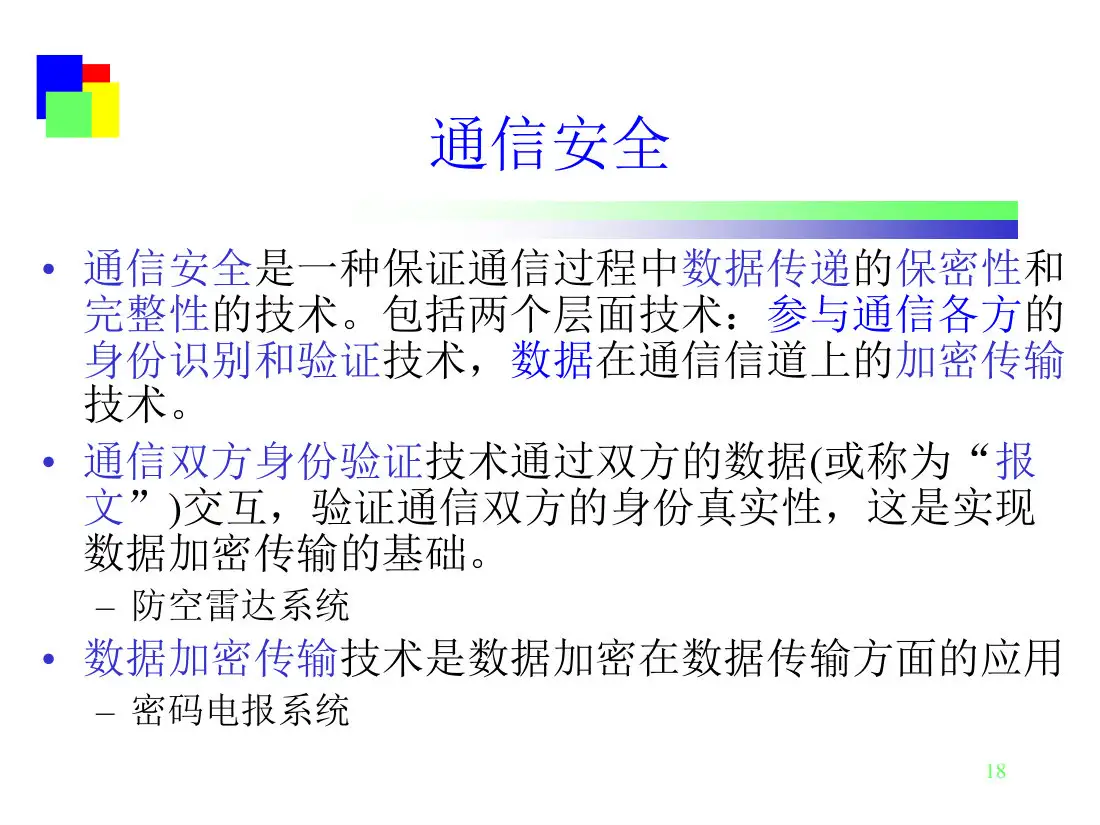 通信安全
• 通信安全是一种保证通信过程中数据传递的保密性和
完整性的技术。包括两个层面技术：参与通信各方的
身份识别和验证技术，数据在通信信道上的加密传输
技术。
• 通信双方身份验证技术通过双方的数据(或称为“报
文”)交互，验证通信双方的身份真实性，这是实现
数据加密传输的基础。
– 防空雷达系统
• 数据加密传输技术是数据加密在数据传输方面的应用
– 密码电报系统
18